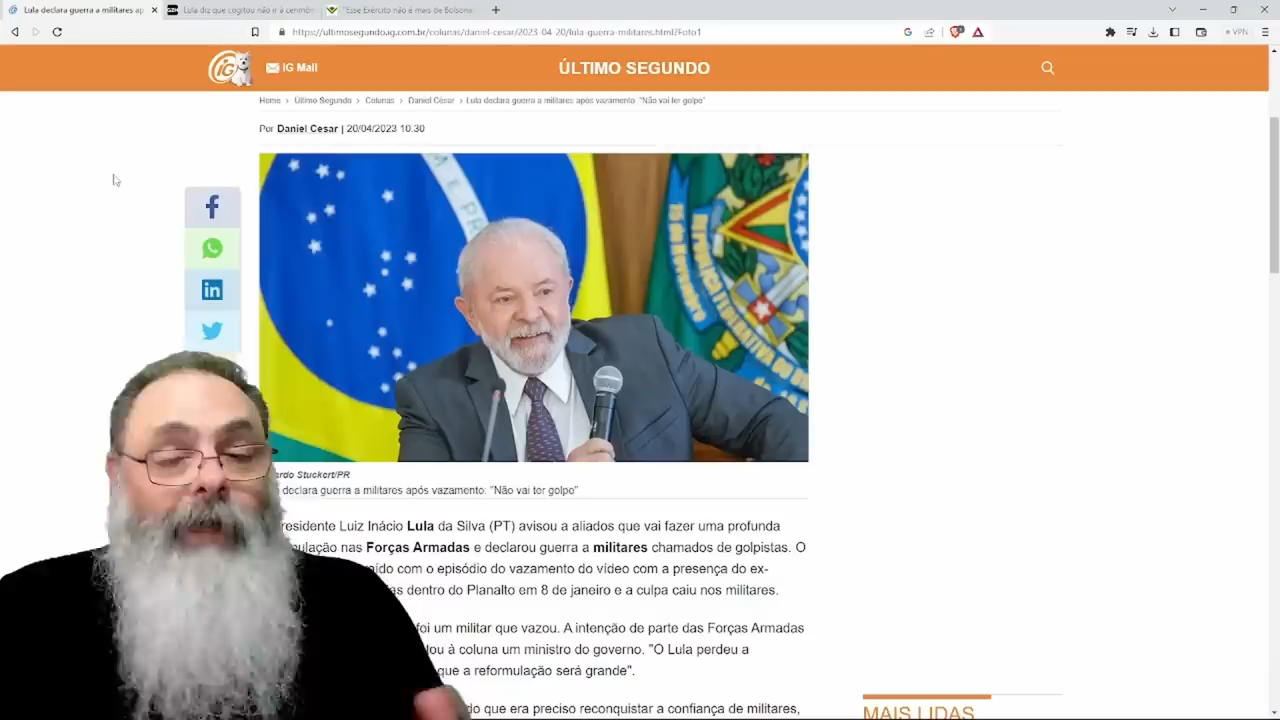 Lula declara guerra a militares ap
Lula diz que cogitou não ir à cerimôn
"Esse Exército não é mais de Bolsona
https://ultimosegundo.ig.com.br/colunas/daniel-cesar/2023-04-20/lula-guerra-militares.html?Foto1
VPN
iG
iG Mail
ÚLTIMO SEGUNDO
Home > Último Segundo > Colunas > Daniel César > Lula declara guerra a militares após vazamento: "Não vai ter golpe"
Por Daniel Cesar | 20/04/2023 10:30
rdo Stuckert/PR
declara guerra a militares após vazamento: "Não vai ter golpe"
residente Luiz Inácio Lula da Silva (PT) avisou a aliados que vai fazer uma profunda
ulação nas Forças Armadas e declarou guerra a militares chamados de golpistas. O
ído com o episódio do vazamento do vídeo com a presença do ex-
as dentro do Planalto em 8 de janeiro e a culpa caiu nos militares.
foi um militar que vazou. A intenção de parte das Forças Armadas
tou à coluna um ministro do governo. "O Lula perdeu a
que a reformulação será grande".
do que era preciso reconquistar a confiança de militares,
MAIS LIDAS